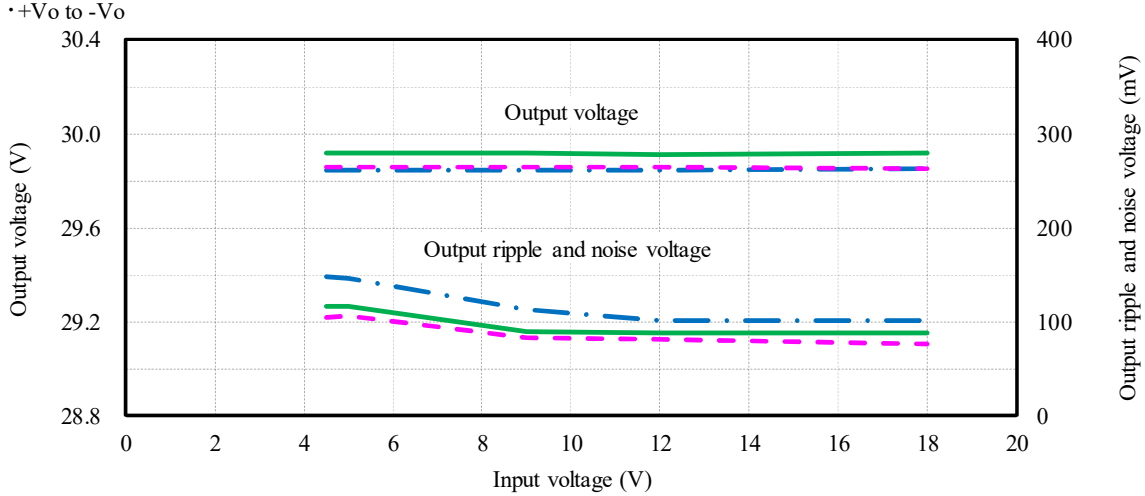 ・+Vo to -Vo
30.4
30.0
29.6
29.2
28.8
Output voltage (V)
400
300
200
100
0
Output ripple and noise voltage (mV)
Output voltage
Output ripple and noise voltage
0 2 4 6 8 10 12 14 16 18 20
Input voltage (V)